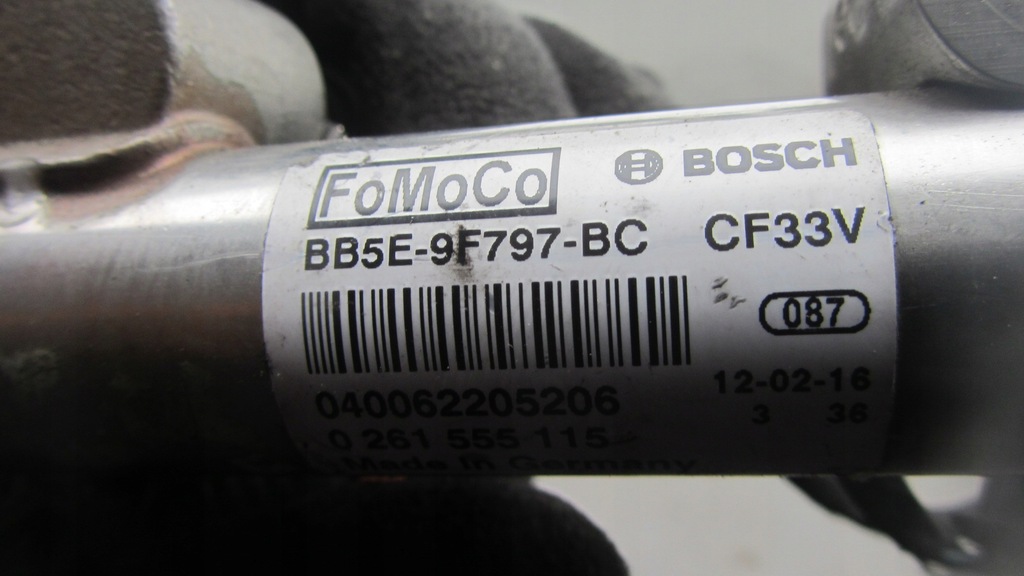 FoMoCo BOSCH
BB5E-9F797-BC CF33V
087
040062205206 12-02-16
0 261 555 115 3 36
Made in Germany